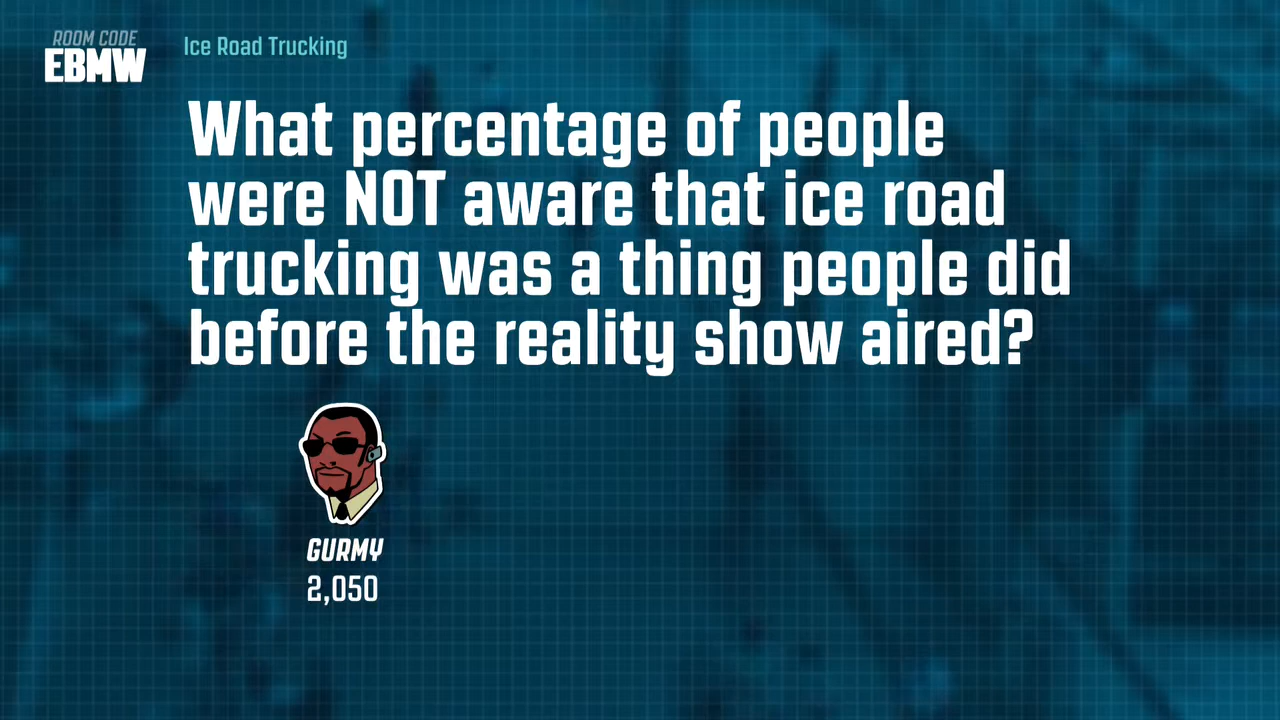 ROOM CODE
EBMW
Ice Road Trucking
What percentage of people
were NOT aware that ice road
trucking was a thing people did
before the reality show aired?
GURMY
2,050